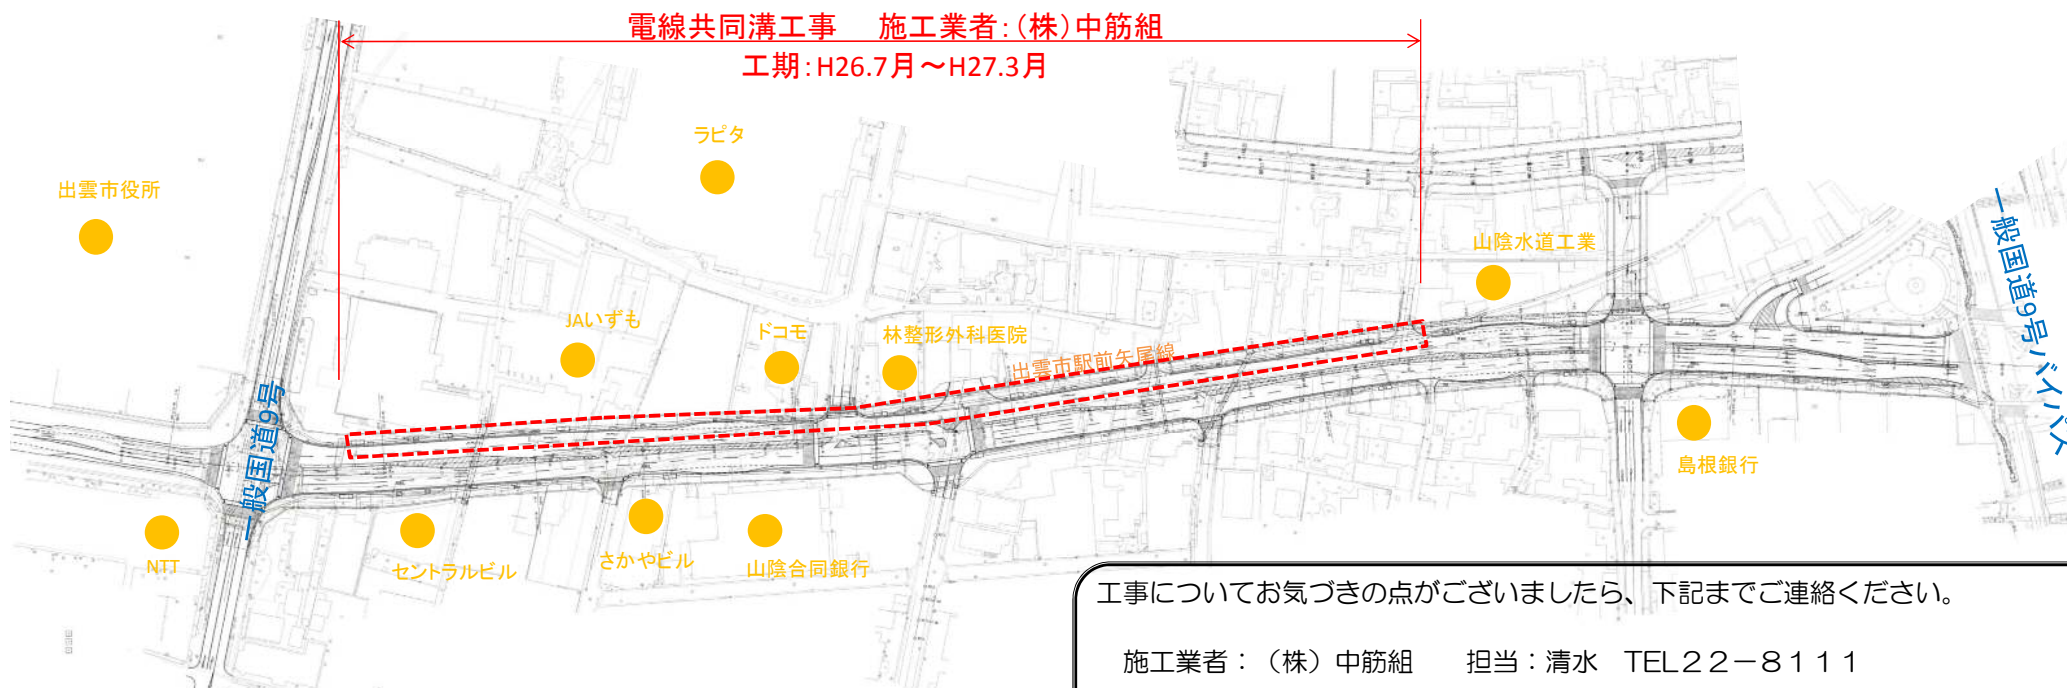 電線共同溝工事　施工業者：（株）中筋組
工期：H26.7月～H27.3月
ラピタ
出雲市役所
山陰水道工業
一般国道9号バイパス
JAいずも
ドコモ
林整形外科医院
出雲市駅前矢尾線
一般国道9号
島根銀行
NTT
セントラルビル
さかやビル
山陰合同銀行
工事についてお気づきの点がございましたら、下記までご連絡ください。
施工業者：（株）中筋組　　担当：清水　TEL２２－８１１１